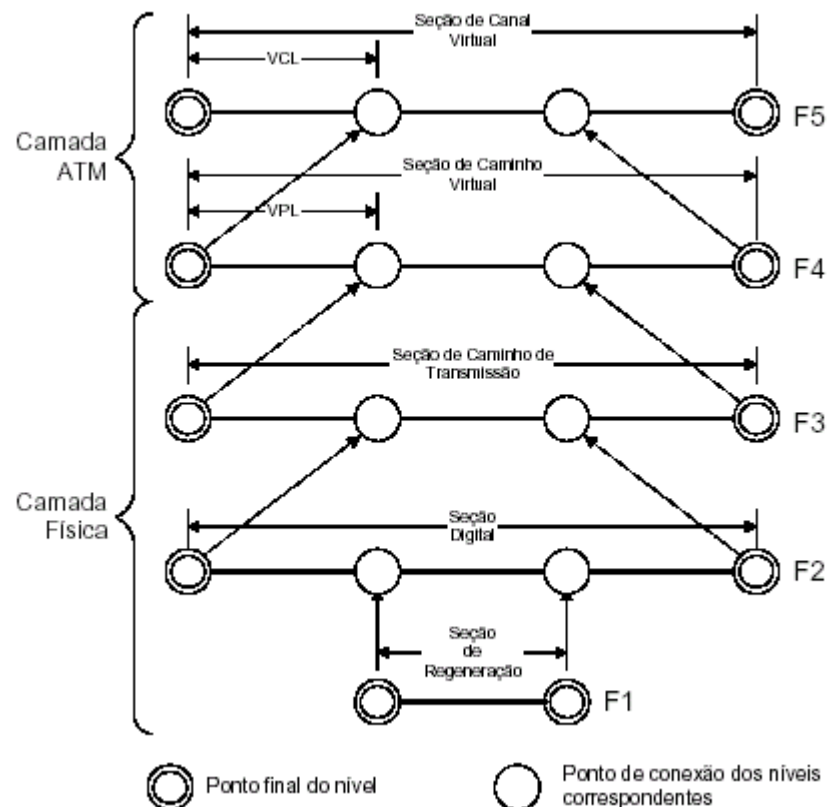 Seção de Canal
Virtual
VCL
F5
Camada
ATM
Seção de Caminho
Virtual
VPL
F4
Seção de Caminho de
Transmissão
F3
Camada
Física
Seção
Digital
F2
Seção
de
Regeneração
F1
Ponto final do nível
Ponto de conexão dos níveis
correspondentes